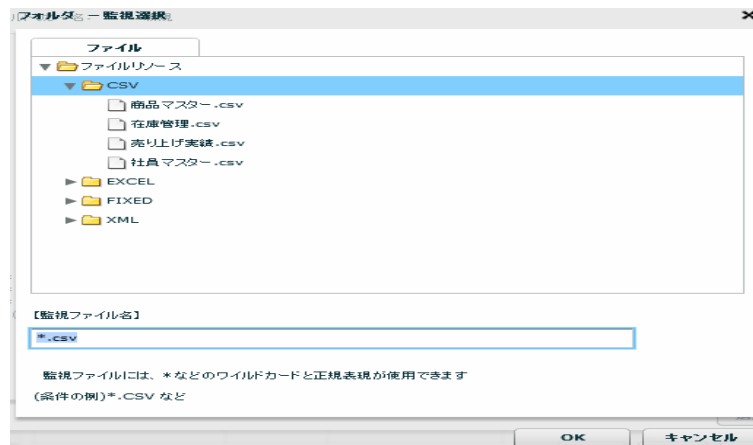 フォルダ － 監視選択
ファイル
ファイルリソース
CSV
商品マスター.csv
在庫管理.csv
売り上げ実績.csv
社員マスター.csv
EXCEL
FIXED
XML
【監視ファイル名】
*.csv
監視ファイルには、*などのワイルドカードと正規表現が使用できます
(条件の例)*.CSV など
OK
キャンセル